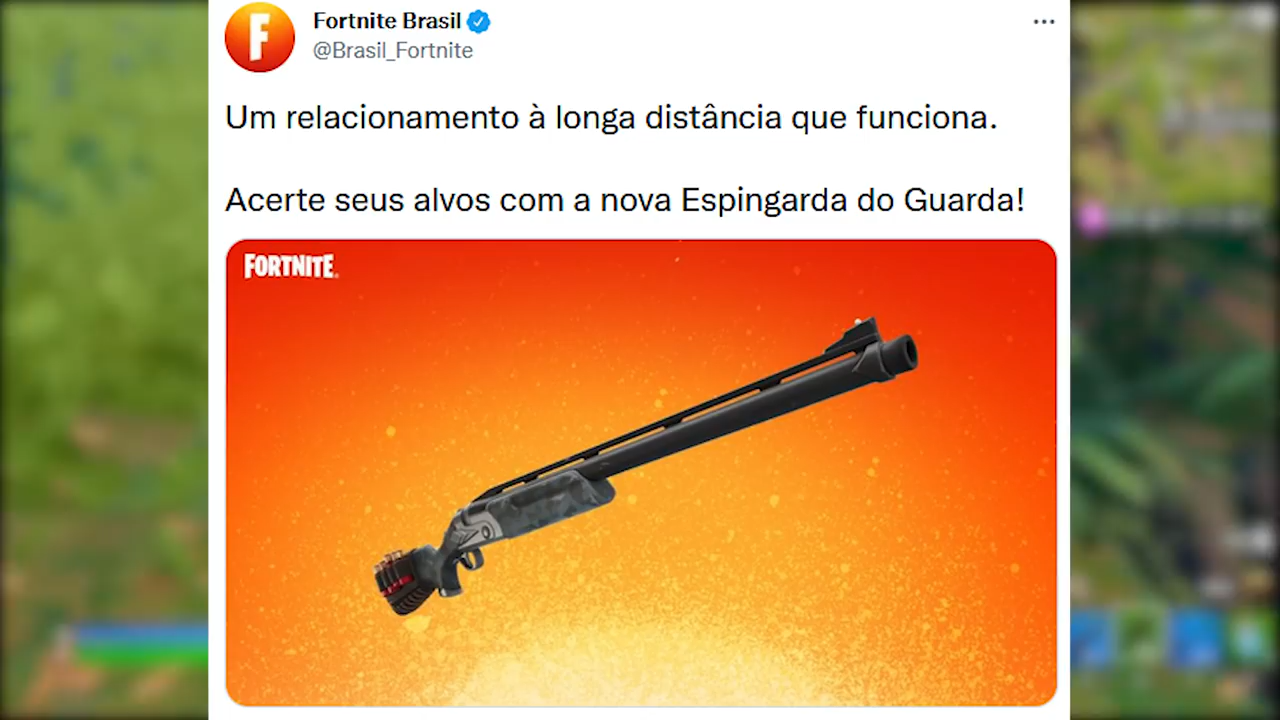 Fortnite Brasil
@Brasil_Fortnite
Um relacionamento à longa distância que funciona.
Acerte seus alvos com a nova Espingarda do Guarda!
FORTNITE